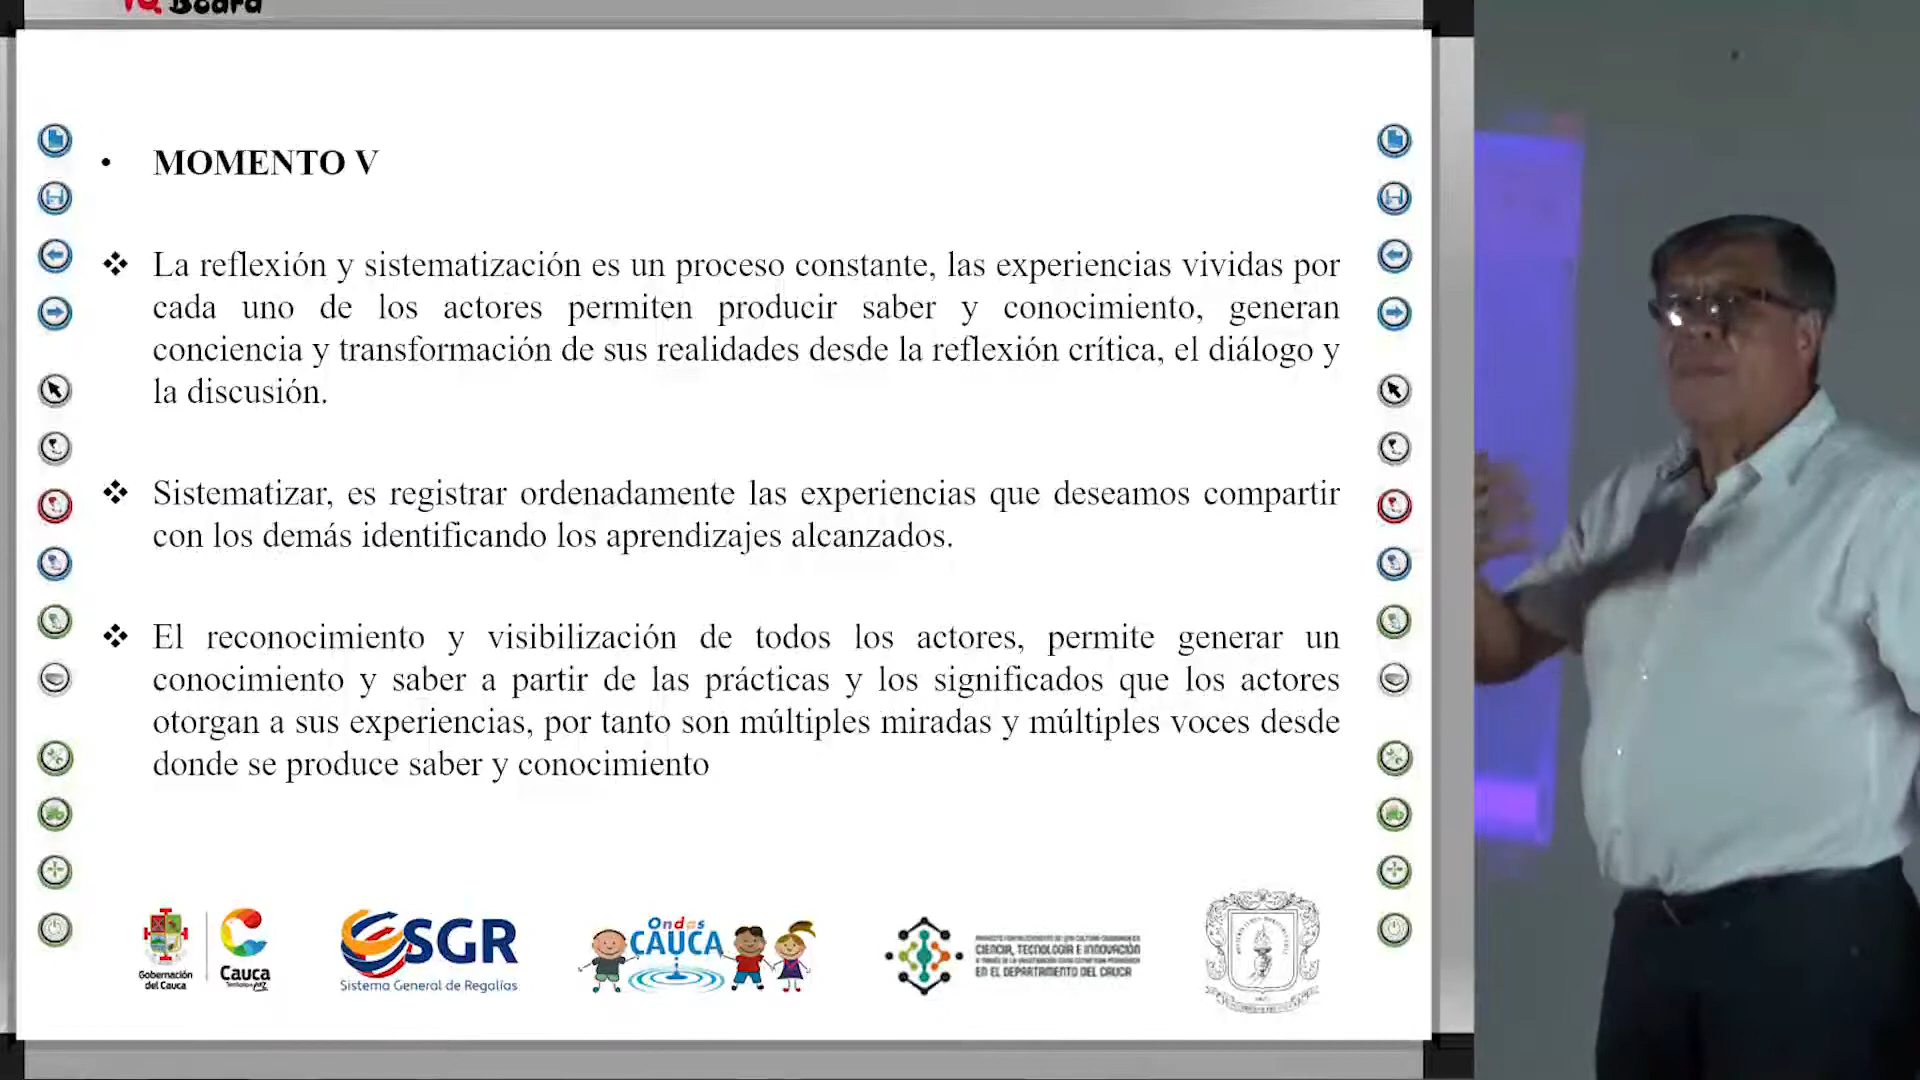 IQ Board
MOMENTO V
La reflexión y sistematización es un proceso constante, las experiencias vividas por
cada uno de los actores permiten producir saber y conocimiento, generan
conciencia y transformación de sus realidades desde la reflexión crítica, el diálogo y
la discusión.
Sistematizar, es registrar ordenadamente las experiencias que deseamos compartir
con los demás identificando los aprendizajes alcanzados.
El reconocimiento y visibilización de todos los actores, permite generar un
conocimiento y saber a partir de las prácticas y los significados que los actores
otorgan a sus experiencias, por tanto son múltiples miradas y múltiples voces desde
donde se produce saber y conocimiento
Gobernación
del Cauca
Cauca
SGR
Sistema General de Regalías
Ondas
CAUCA
CIENCIA, TECNOLOGÍA E INNOVACIÓN
EN EL DEPARTAMENTO DEL CAUCA